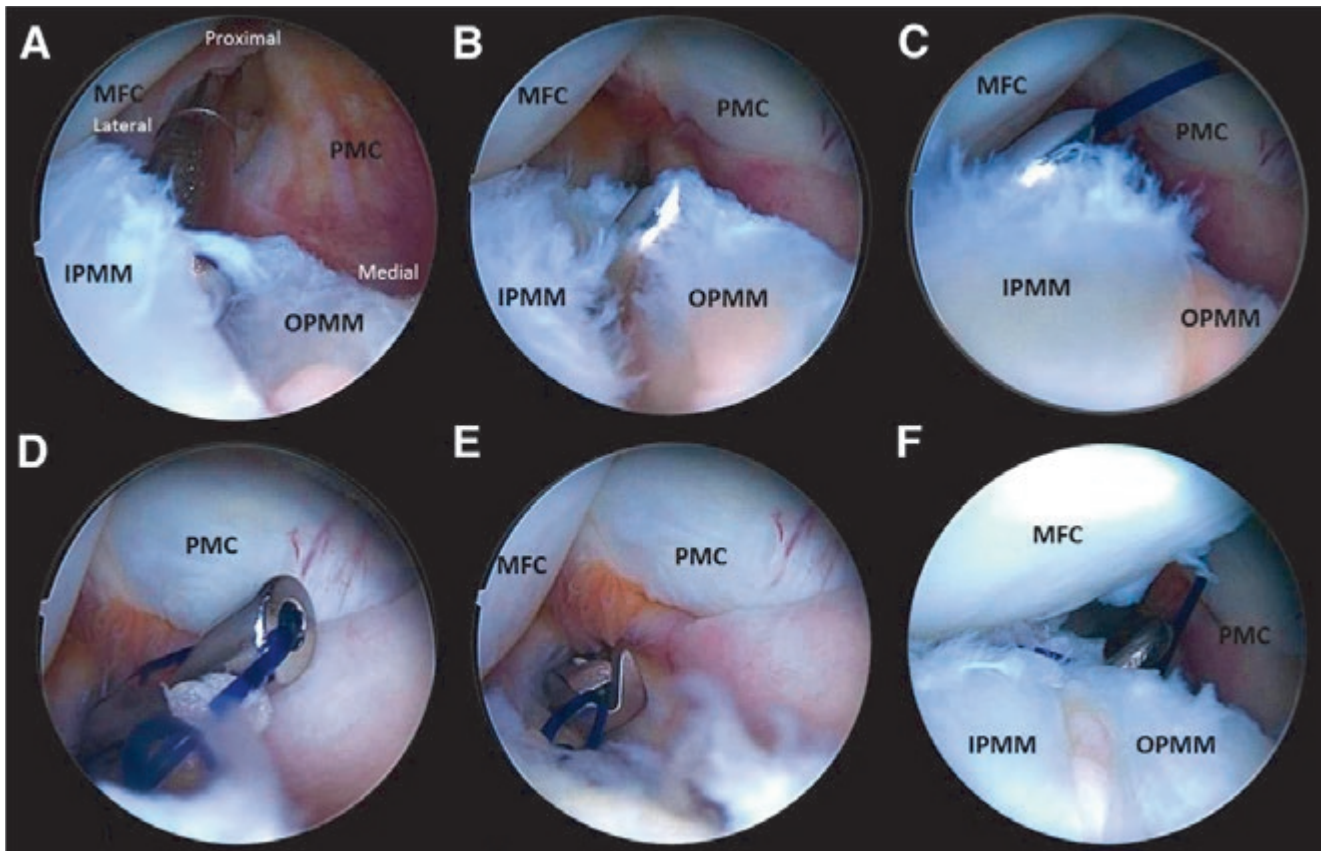 A
Proximal
MFC
Lateral
PMC
IPMM
Medial
OPMM
B
MFC
PMC
IPMM
OPMM
C
MFC
PMC
IPMM
OPMM
D
PMC
E
MFC
PMC
F
MFC
PMC
IPMM
OPMM